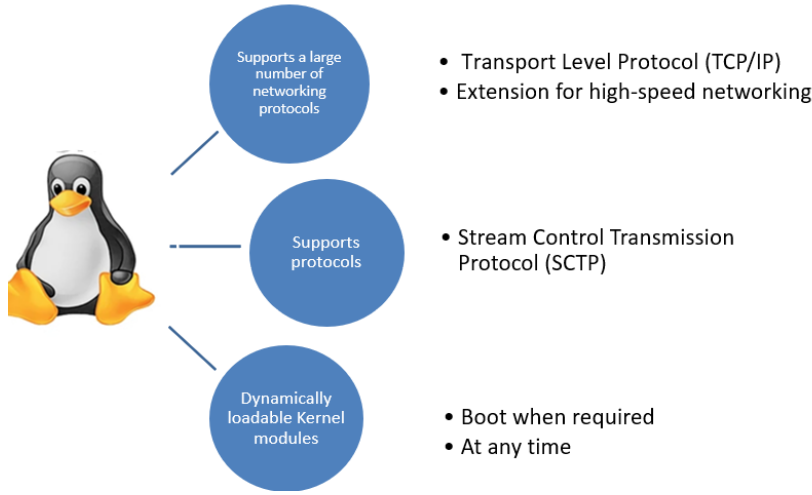 Supports a large
number of
networking
protocols
• Transport Level Protocol (TCP/IP)
• Extension for high-speed networking
Supports
protocols
• Stream Control Transmission
Protocol (SCTP)
Dynamically
loadable Kernel
modules
• Boot when required
• At any time